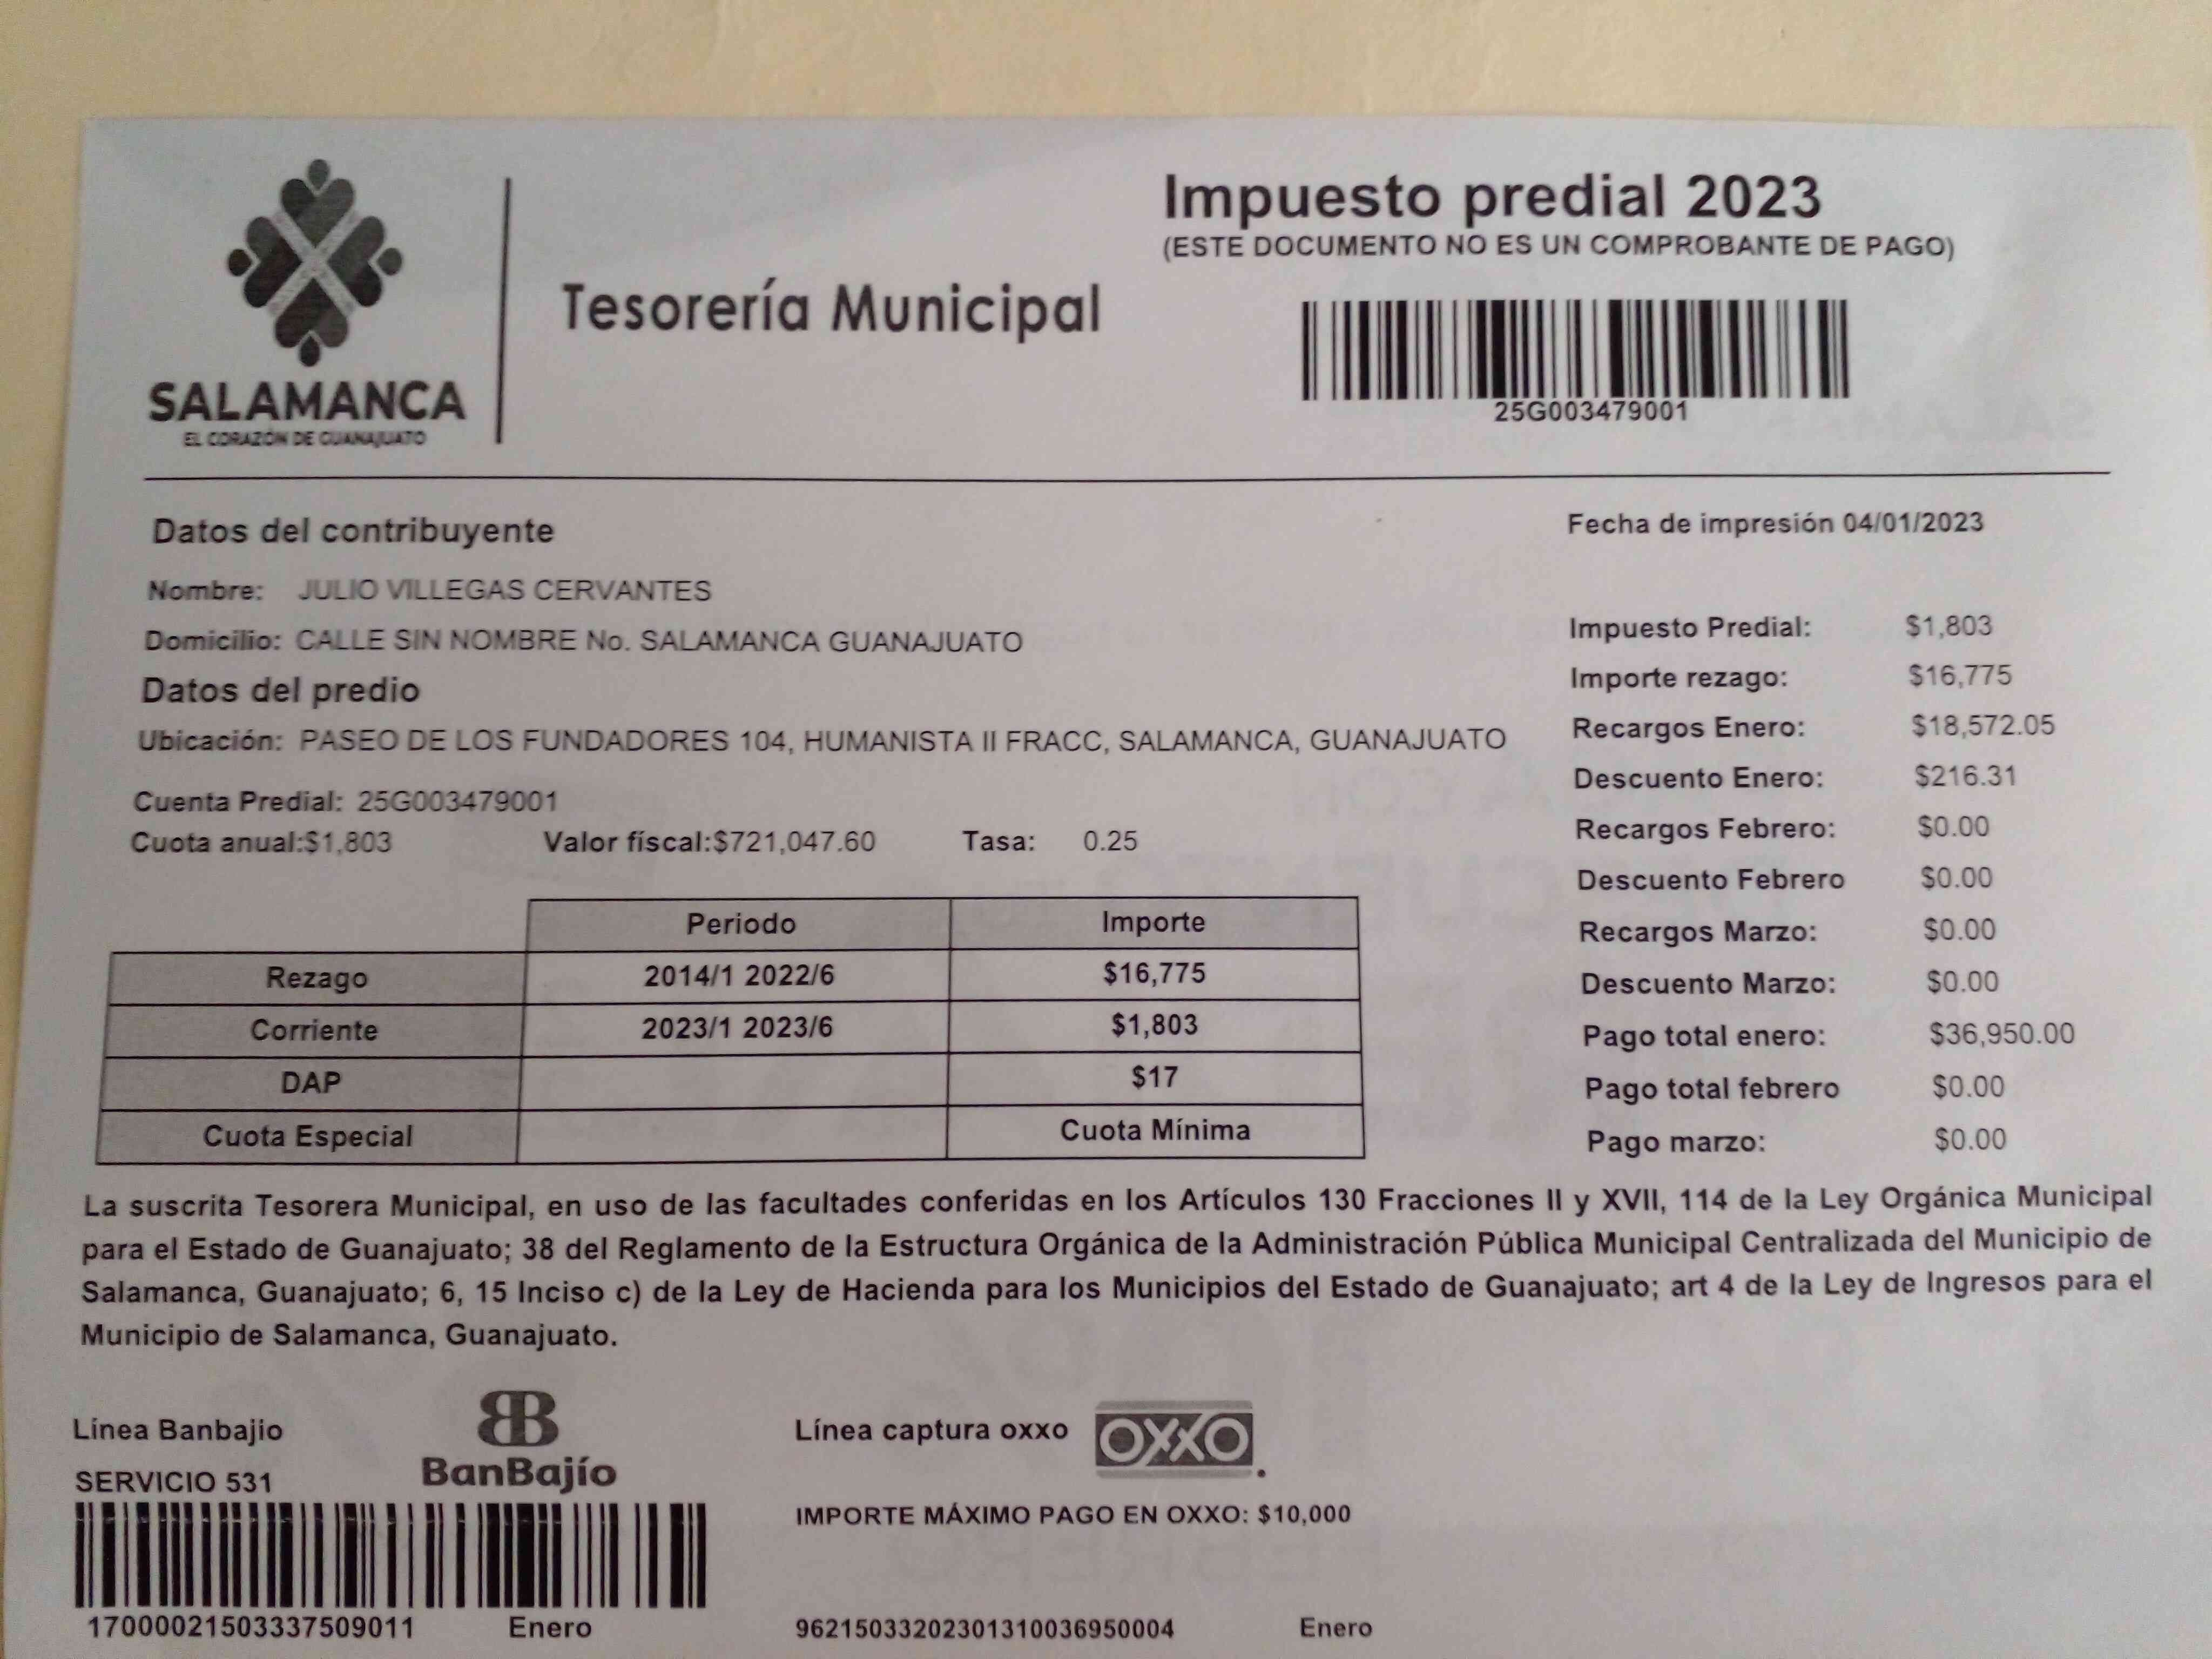 Impuesto predial 2023
(ESTE DOCUMENTO NO ES UN COMPROBANTE DE PAGO)
Tesorería Municipal
25G003479001
SALAMANCA
EL CORAZÓN DE GUANAJUATO
Datos del contribuyente
Fecha de impresión 04/01/2023
Nombre: JULIO VILLEGAS CERVANTES
Domicilio: CALLE SIN NOMBRE No. SALAMANCA GUANAJUATO
Datos del predio
Ubicación: PASEO DE LOS FUNDADORES 104, HUMANISTA II FRACC, SALAMANCA, GUANAJUATO
Cuenta Predial: 25G003479001
Cuota anual:$1,803 Valor físcal:$721,047.60 Tasa: 0.25
Periodo Importe
Rezago 2014/1 2022/6 $16,775
Corriente 2023/1 2023/6 $1,803
DAP $17
Cuota Especial Cuota Mínima
Impuesto Predial: $1,803
Importe rezago: $16,775
Recargos Enero: $18,572.05
Descuento Enero: $216.31
Recargos Febrero: $0.00
Descuento Febrero $0.00
Recargos Marzo: $0.00
Descuento Marzo: $0.00
Pago total enero: $36,950.00
Pago total febrero $0.00
Pago marzo: $0.00
La suscrita Tesorera Municipal, en uso de las facultades conferidas en los Artículos 130 Fracciones II y XVII, 114 de la Ley Orgánica Municipal
para el Estado de Guanajuato; 38 del Reglamento de la Estructura Orgánica de la Administración Pública Municipal Centralizada del Municipio de
Salamanca, Guanajuato; 6, 15 Inciso c) de la Ley de Hacienda para los Municipios del Estado de Guanajuato; art 4 de la Ley de Ingresos para el
Municipio de Salamanca, Guanajuato.
Línea Banbajio
BanBajío
SERVICIO 531
17000021503337509011 Enero
Línea captura oxxo OXXO
IMPORTE MÁXIMO PAGO EN OXXO: $10,000
96215033202301310036950004 Enero